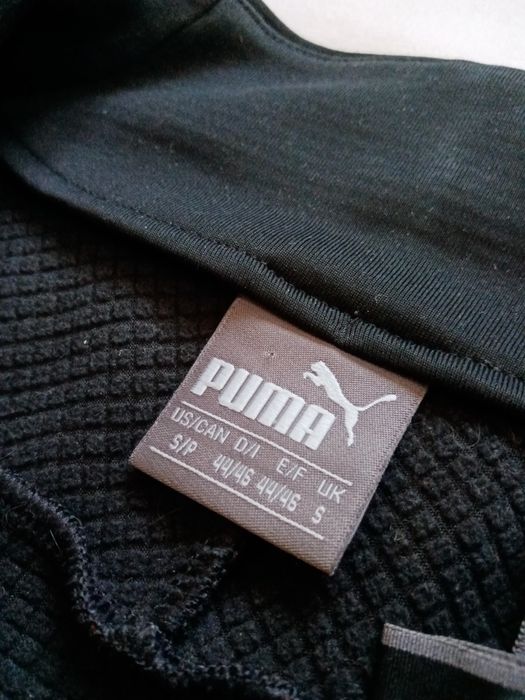 PUMA
US/CAN D/I E/F UK
S/P 44/46 44/46 S